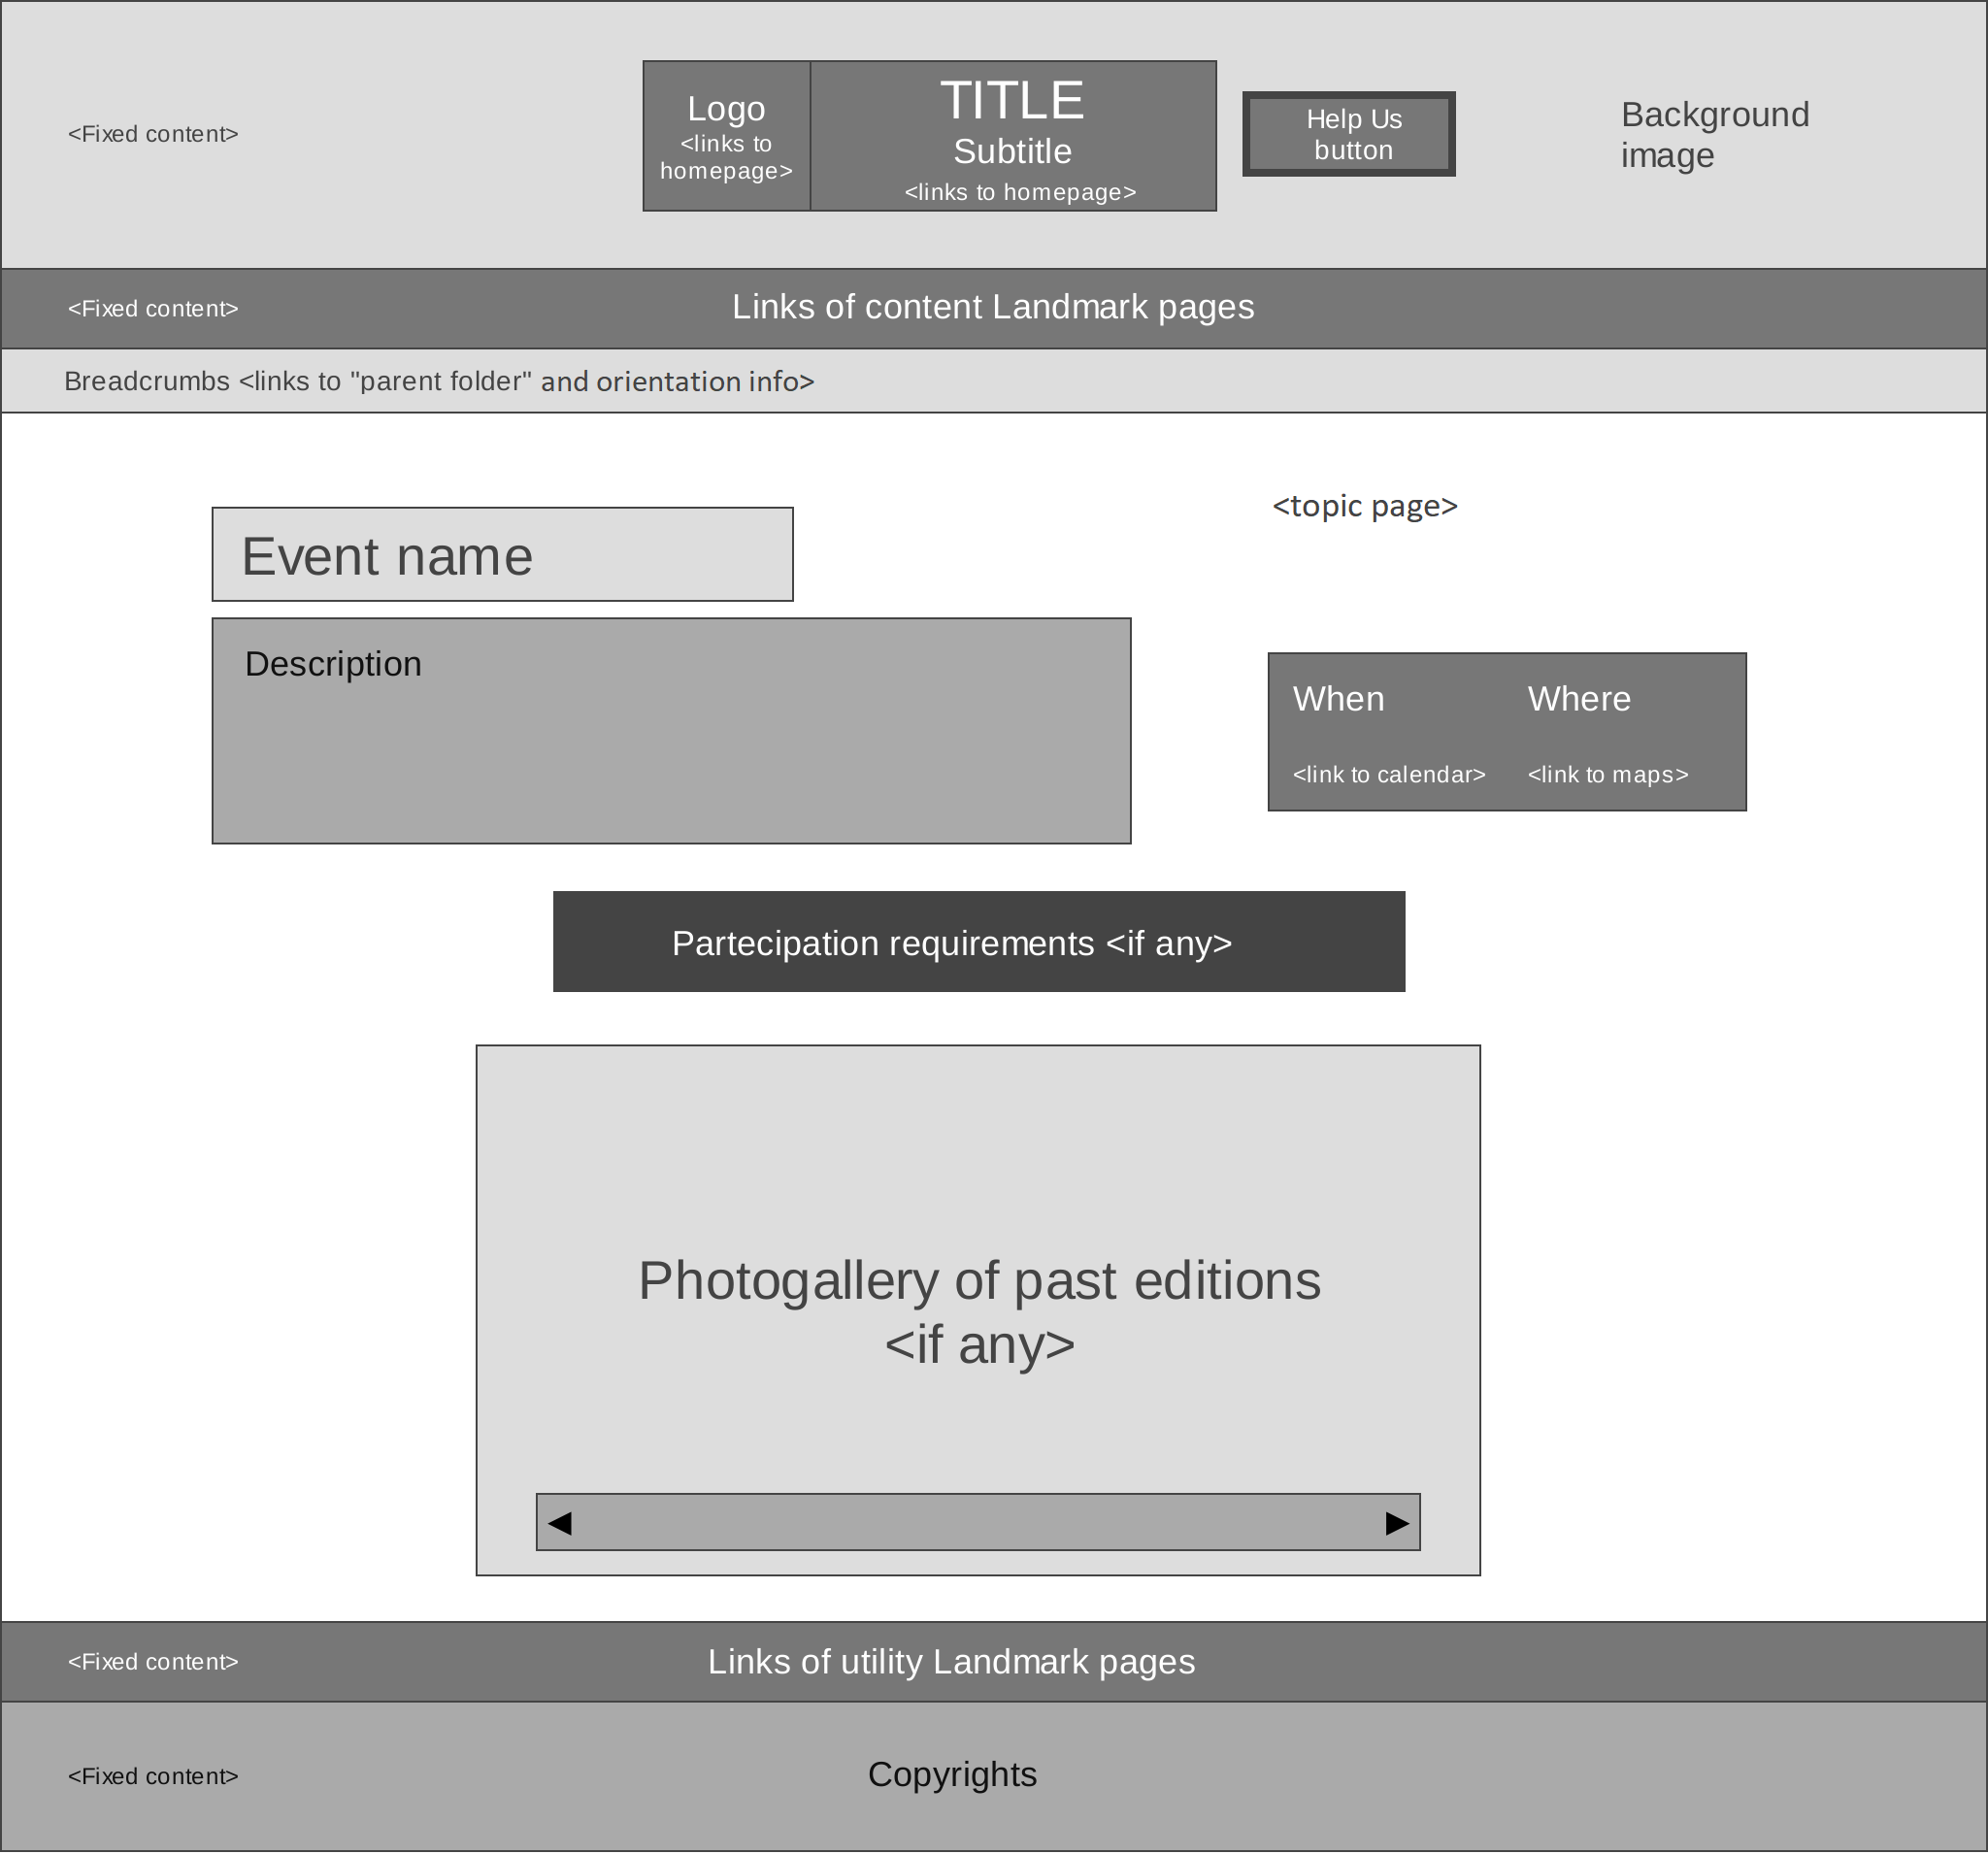 <Fixed content>
Logo
<links to
homepage>
TITLE
Subtitle
<links to homepage>
Help Us
button
Background
image
<Fixed content>
Links of content Landmark pages
Breadcrumbs <links to "parent folder" and orientation info>
<topic page>
Event name
Description
When
Where
<link to calendar>
<link to maps>
Partecipation requirements <if any>
Photogallery of past editions
<if any>
<Fixed content>
Links of utility Landmark pages
<Fixed content>
Copyrights